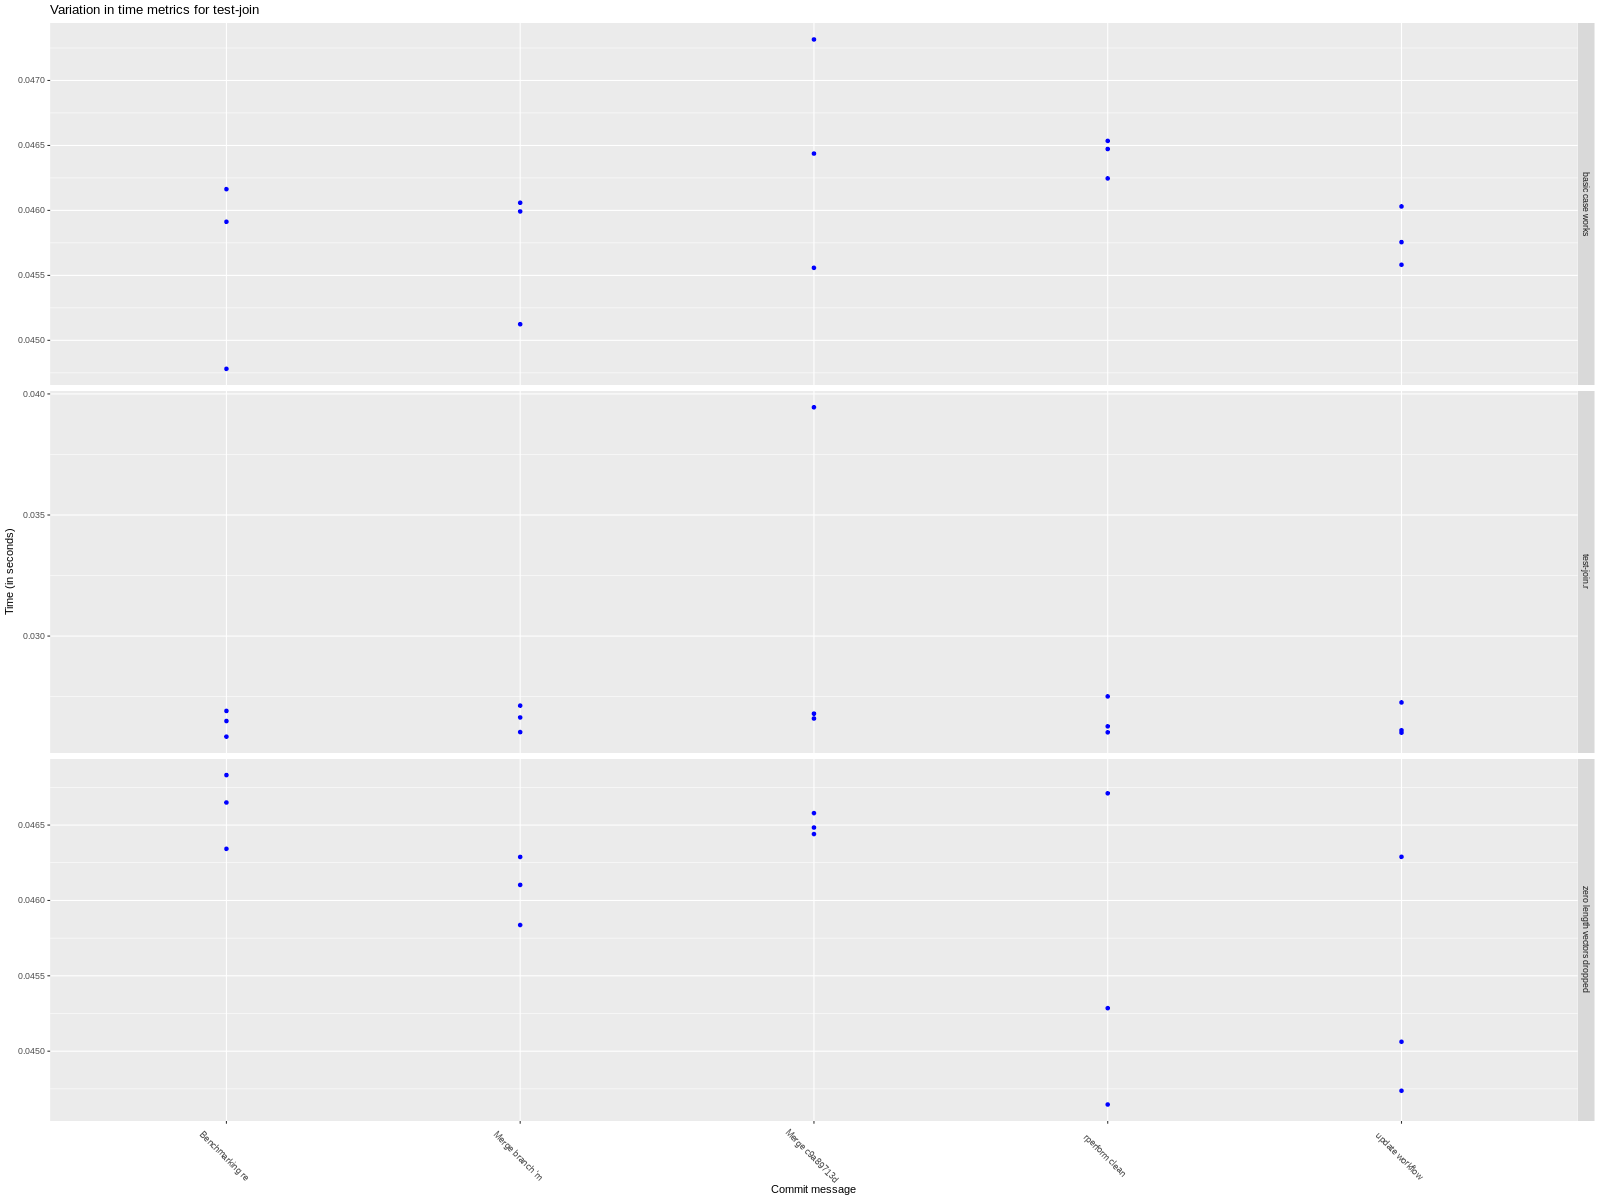 Variation in time metrics for test-join
0.0470
0.0465
0.0460
0.0455
0.0450
basic case works
0.040
0.035
0.030
test-join.r
Time (in seconds)
0.0465
0.0460
0.0455
0.0450
zero length vectors dropped
Benchmarking re
Merge branch 'm
Merge c9a89713d
rperform clean
update workflow
Commit message